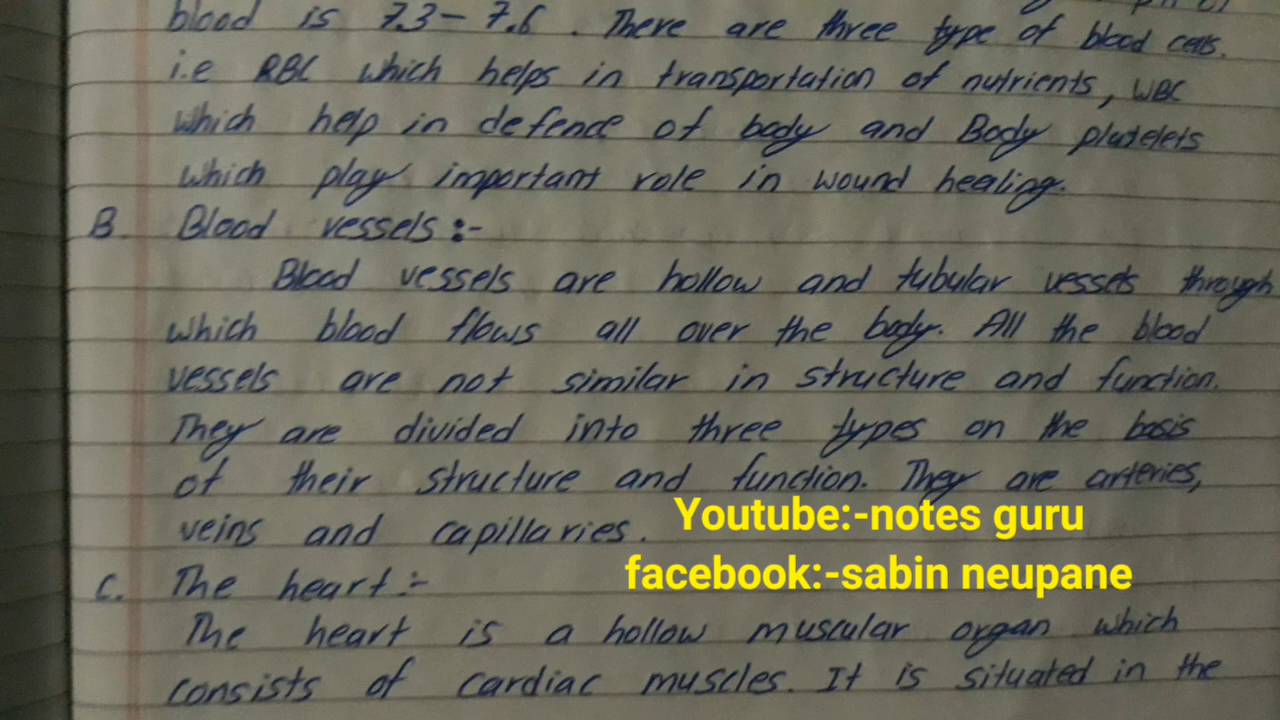 blood is 7.3 - 7.6 . There are three type of blood cells.
i.e RBC which helps in transportation of nutrients, WBC
which help in defence of body and Body platelets
which play important role in wound healing.
B. Blood vessels :-
Blood vessels are hollow and tubular vessels through
which blood flows all over the body. All the blood
vessels are not similar in structure and function.
They are divided into three types on the basis
of their structure and function. They are arteries,
veins and capillaries.
Youtube:-notes guru
facebook:-sabin neupane
C. The heart :-
The heart is a hollow muscular organ which
consists of cardiac muscles. It is situated in the